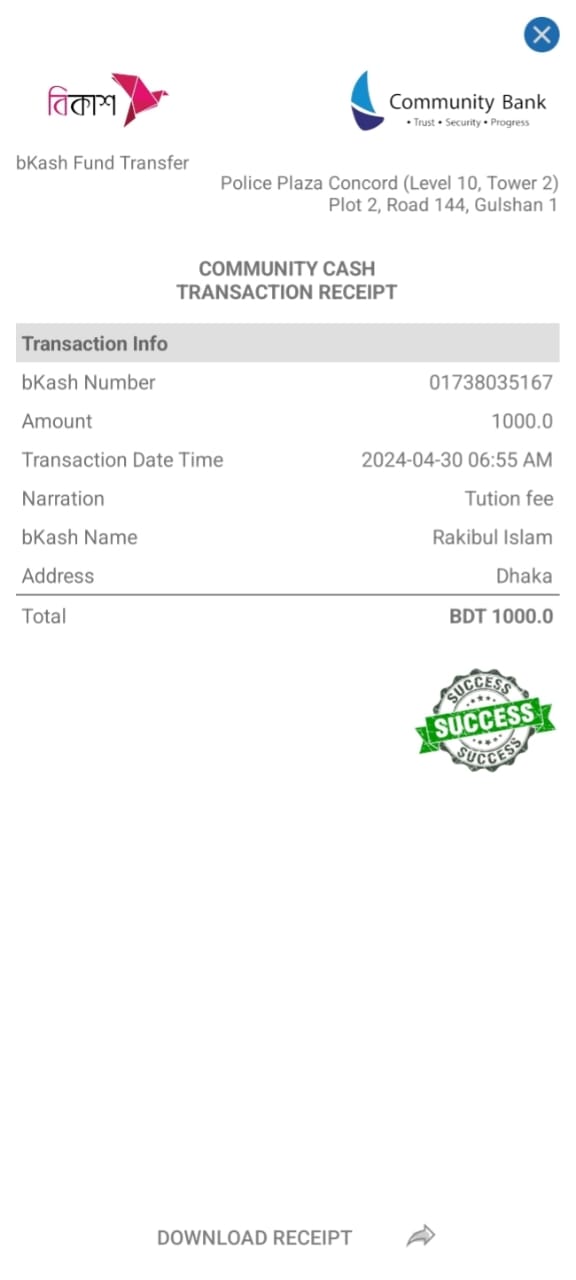 বিকাশ
Community Bank
• Trust • Security • Progress
bKash Fund Transfer
Police Plaza Concord (Level 10, Tower 2)
Plot 2, Road 144, Gulshan 1
COMMUNITY CASH
TRANSACTION RECEIPT
Transaction Info
bKash Number 01738035167
Amount 1000.0
Transaction Date Time 2024-04-30 06:55 AM
Narration Tution fee
bKash Name Rakibul Islam
Address Dhaka
Total BDT 1000.0
SUCCESS
SUCCESS
SUCCESS
DOWNLOAD RECEIPT